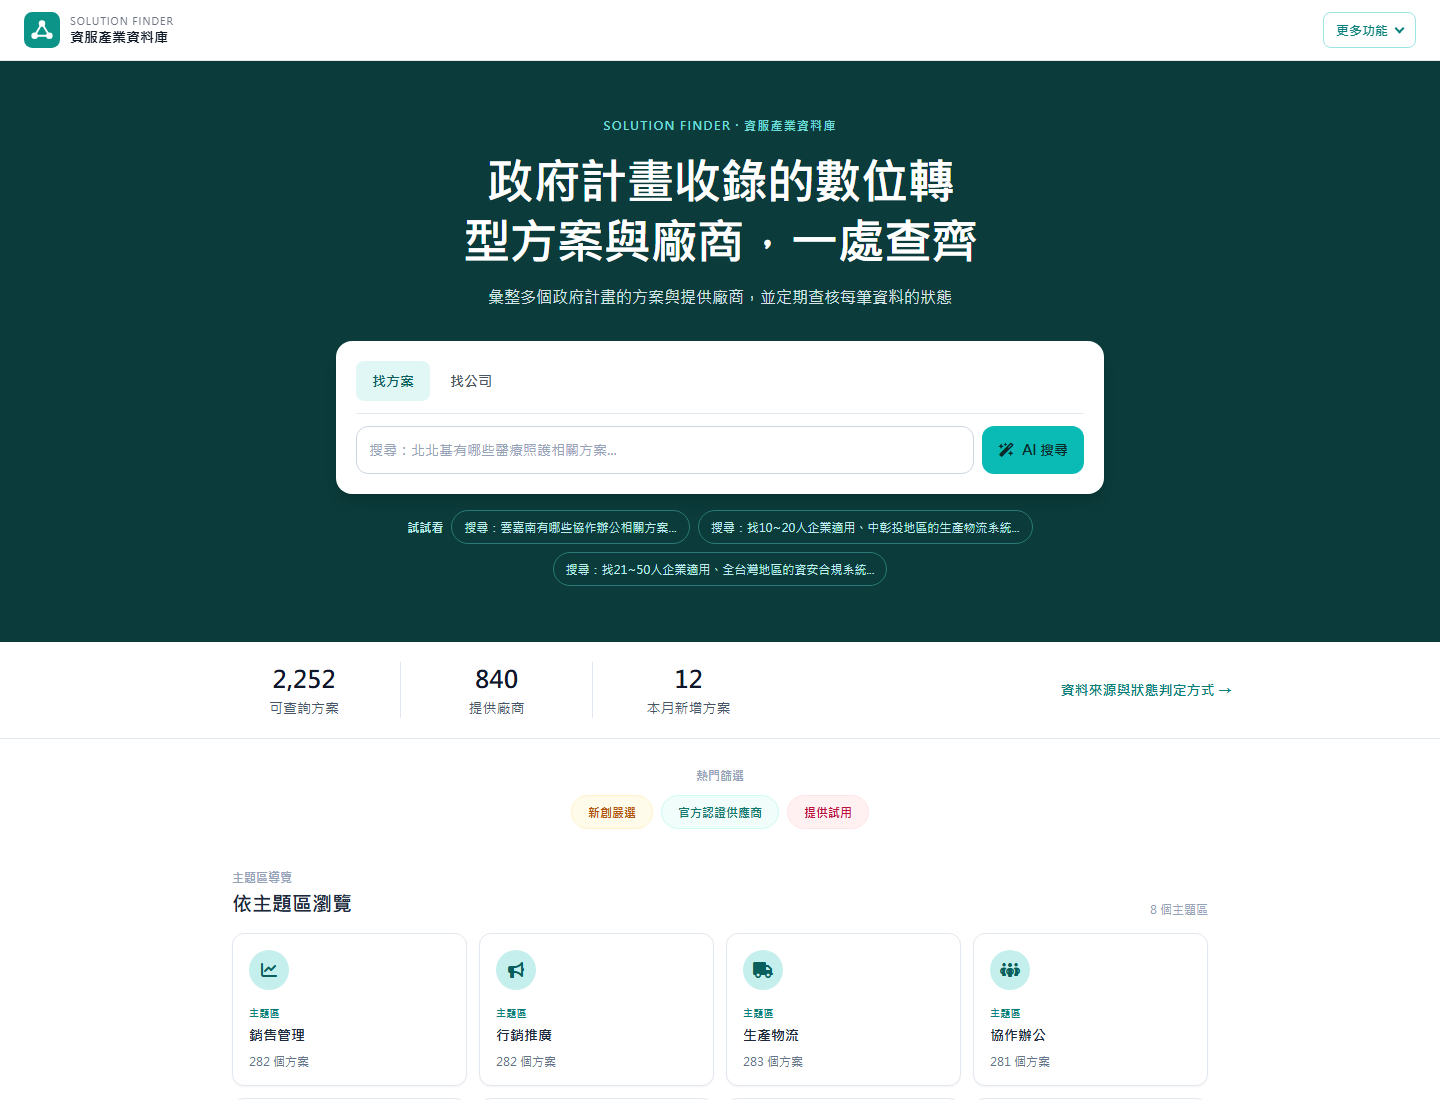 SOLUTION FINDER
資服產業資料庫
更多功能
SOLUTION FINDER · 資服產業資料庫
政府計畫收錄的數位轉
型方案與廠商，一處查齊
彙整多個政府計畫的方案與提供廠商，並定期查核每筆資料的狀態
找方案
找公司
搜尋：北北基有哪些醫療照護相關方案...
AI 搜尋
試試看
搜尋：雲嘉南有哪些協作辦公相關方案...
搜尋：找10~20人企業適用、中彰投地區的生產物流系統...
搜尋：找21~50人企業適用、全台灣地區的資安合規系統...
2,252
可查詢方案
840
提供廠商
12
本月新增方案
資料來源與狀態判定方式 →
熱門篩選
新創嚴選
官方認證供應商
提供試用
主題區導覽
依主題區瀏覽
8 個主題區
主題區
銷售管理
282 個方案
主題區
行銷推廣
282 個方案
主題區
生產物流
283 個方案
主題區
協作辦公
281 個方案